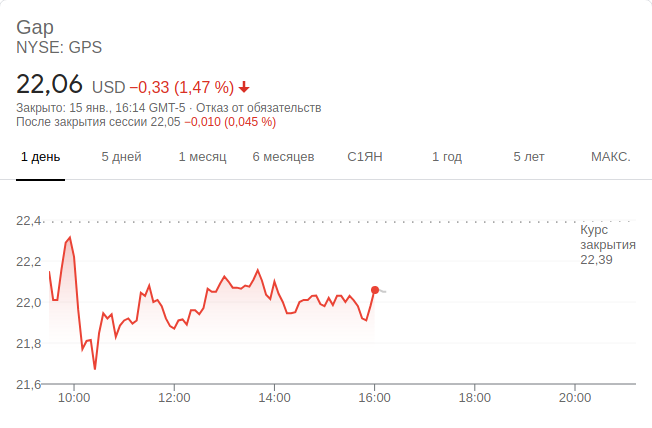 Gap
NYSE: GPS
22,06 USD −0,33 (1,47 %)
Закрыто: 15 янв., 16:14 GMT-5 · Отказ от обязательств
После закрытия сессии 22,05 −0,010 (0,045 %)
1 день 5 дней 1 месяц 6 месяцев С1ЯН 1 год 5 лет МАКС.
22,4
Курс
закрытия
22,39
22,2
22,0
21,8
21,6
10:00 12:00 14:00 16:00 18:00 20:00